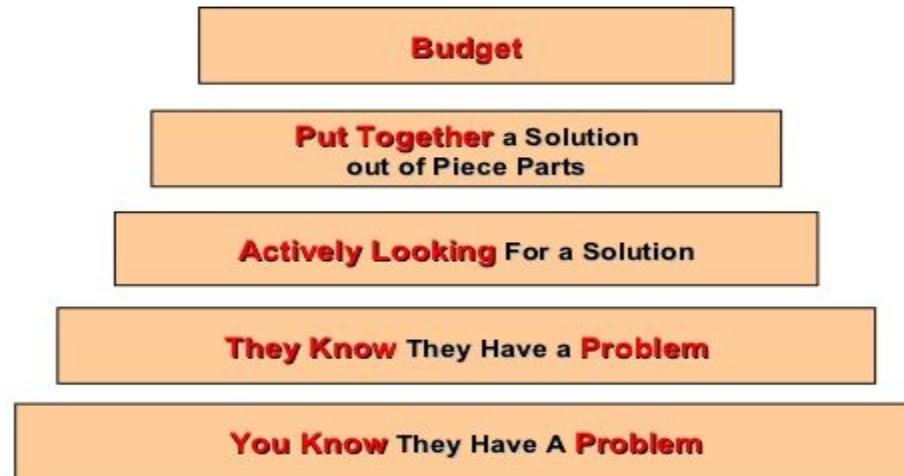 Budget
Put Together a Solution
out of Piece Parts
Actively Looking For a Solution
They Know They Have a Problem
You Know They Have A Problem